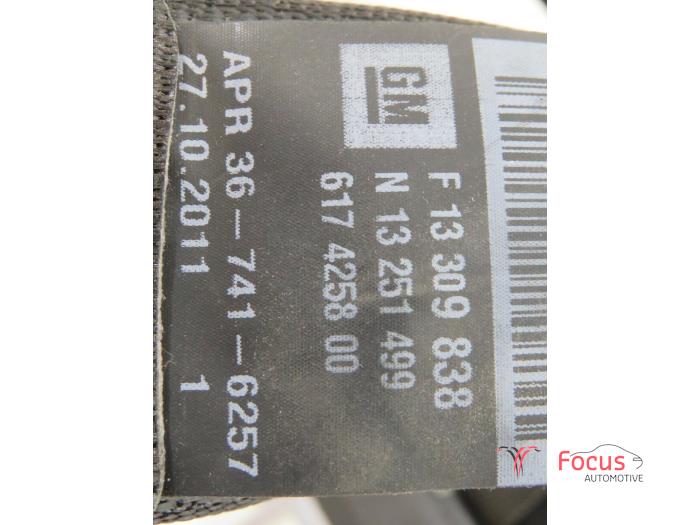 GM
F 13 309 838
N 13 251 499
617 4258 00
APR 36-741-6257
27.10.2011 1
Focus
AUTOMOTIVE